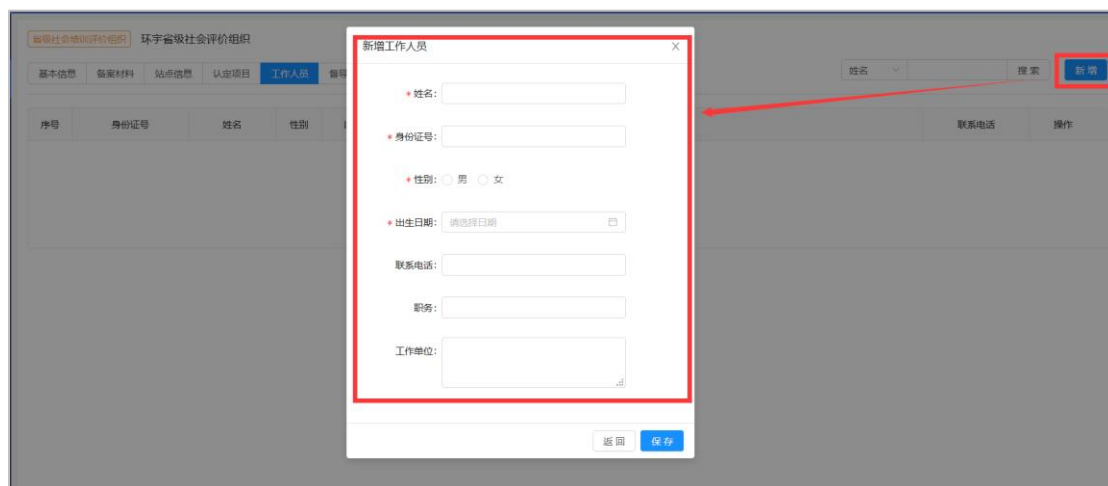 省级社会培训评价组织 环宇省级社会评价组织
基本信息 备案材料 站点信息 认定项目 工作人员 督导
姓名 搜索 新增
序号 身份证号 姓名 性别 联系电话 操作
新增工作人员
* 姓名:
* 身份证号:
* 性别: 男 女
* 出生日期: 请选择日期
联系电话:
职务:
工作单位:
返回 保存